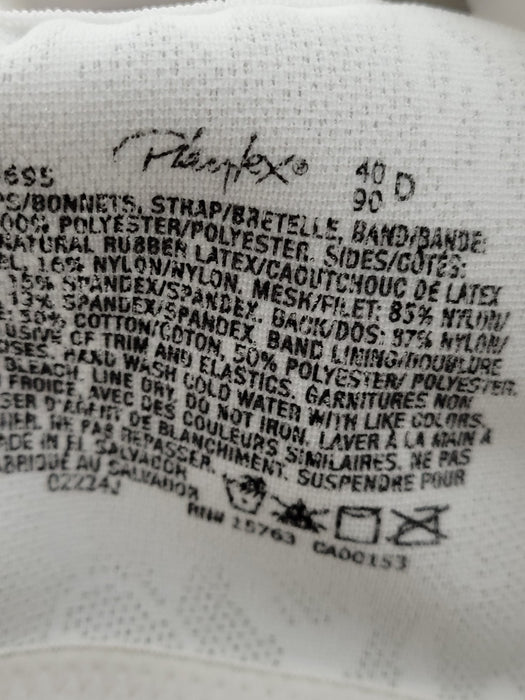 Playtex® 40 D
90
695
PS/BONNETS, STRAP/BRETELLE, BAND/BANDE:
00% POLYESTER/POLYESTER. SIDES/COTÉS:
NATURAL RUBBER LATEX/CAOUTCHOUC DE LATEX
EL, 16% NYLON/NYLON. MESH/FILET: 85% NYLON/
15% SPANDEX/SPANDEX. BACK/DOS: 87% NYLON/
13% SPANDEX/SPANDEX. BAND LINING/DOUBLURE
E: 50% COTTON/COTON, 50% POLYESTER/POLYESTER.
USIVE OF TRIM AND ELASTICS. GARNITURES NON
OSES. HAND WASH COLD WATER WITH LIKE COLORS.
BLEACH. LINE DRY. DO NOT IRON. LAVER À LA MAIN À
FROIDE, AVEC DES COULEURS SIMILAIRES. NE PAS
SER D'AGENT DE BLANCHIMENT. SUSPENDRE POUR
HER. NE PAS REPASSER.
ADE IN EL SALVADOR
ABRIQUÉ AU SALVADOR
02224J
RN# 15763 CA00153